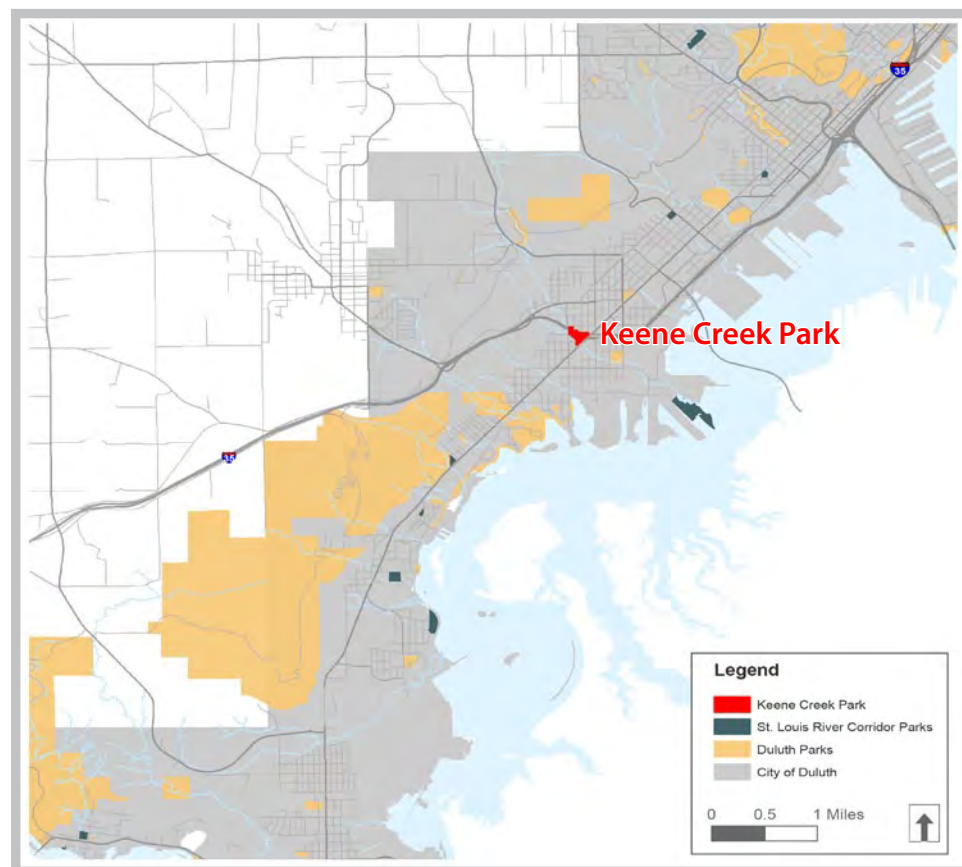 35
Keene Creek Park
35
Legend
Keene Creek Park
St. Louis River Corridor Parks
Duluth Parks
City of Duluth
0 0.5 1 Miles